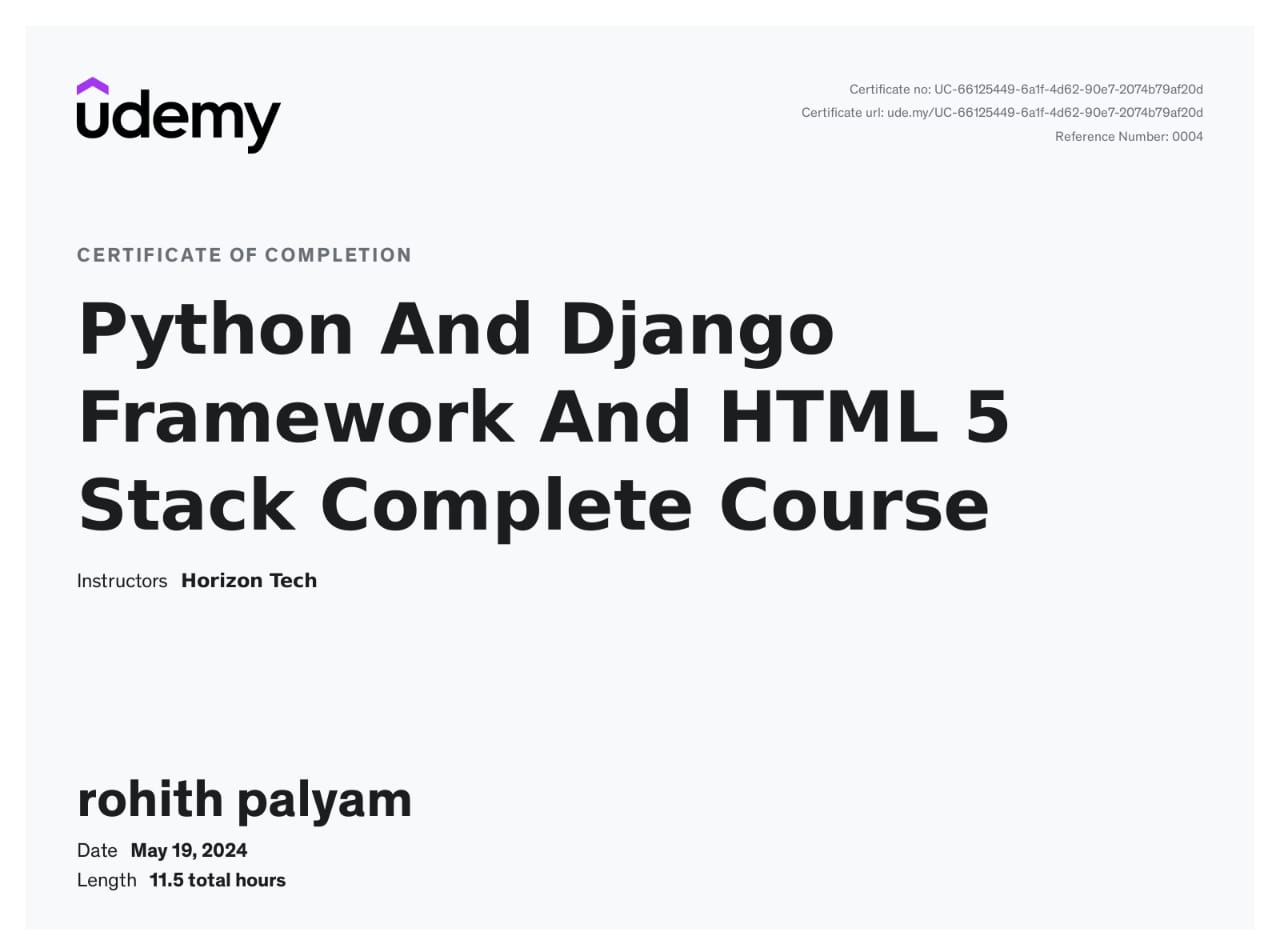 udemy
Certificate no: UC-66125449-6a1f-4d62-90e7-2074b79af20d
Certificate url: ude.my/UC-66125449-6a1f-4d62-90e7-2074b79af20d
Reference Number: 0004
CERTIFICATE OF COMPLETION
Python And Django
Framework And HTML 5
Stack Complete Course
Instructors Horizon Tech
rohith palyam
Date May 19, 2024
Length 11.5 total hours